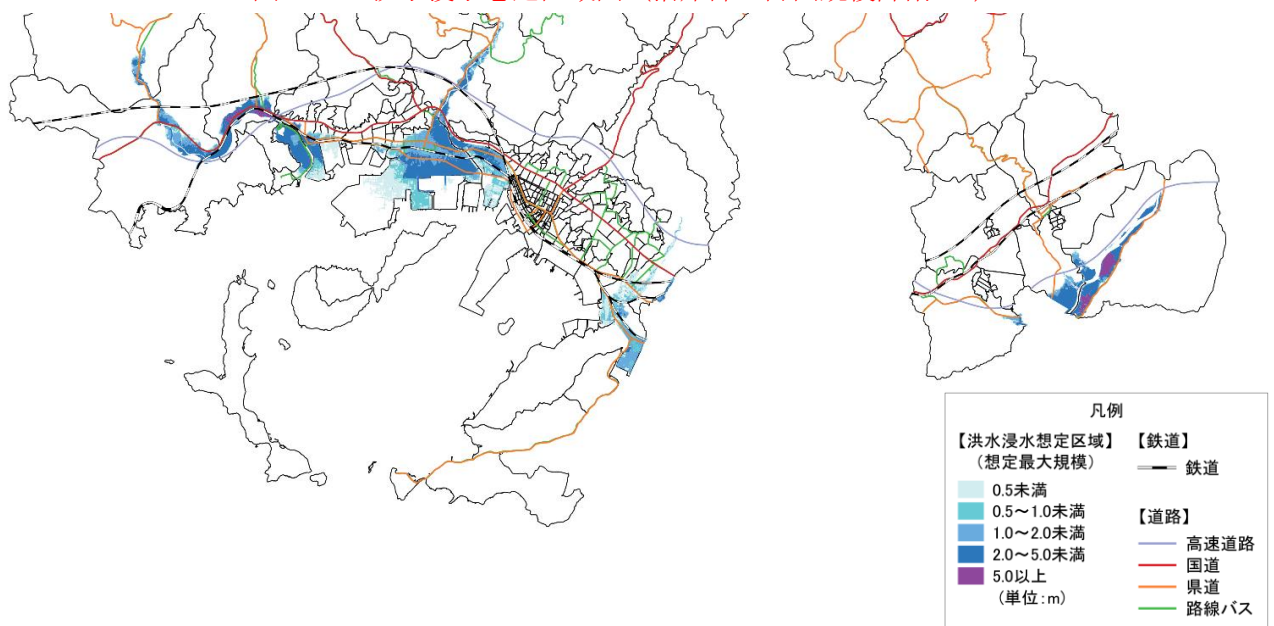 凡例
【洪水浸水想定区域】
(想定最大規模)
0.5未満
0.5～1.0未満
1.0～2.0未満
2.0～5.0未満
5.0以上
(単位:m)
【鉄道】
鉄道
【道路】
高速道路
国道
県道
路線バス